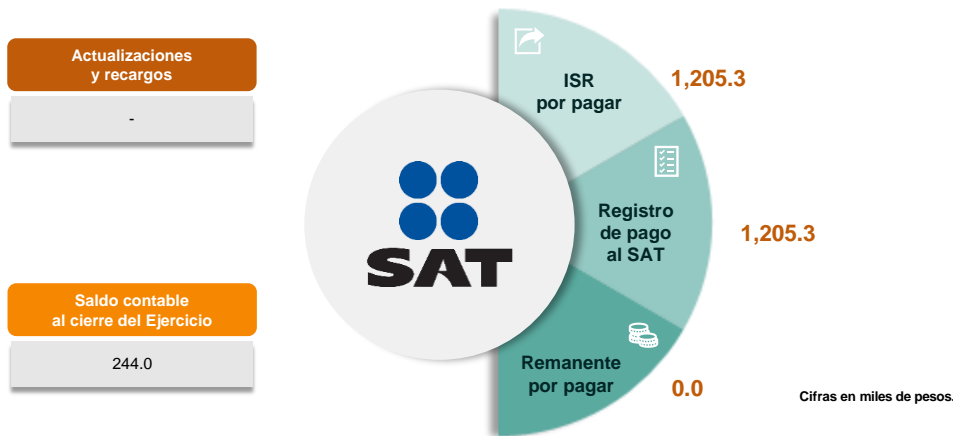 Actualizaciones
y recargos
-
Saldo contable
al cierre del Ejercicio
244.0
SAT
ISR
por pagar
1,205.3
Registro
de pago
al SAT
1,205.3
Remanente
por pagar
0.0
Cifras en miles de pesos.